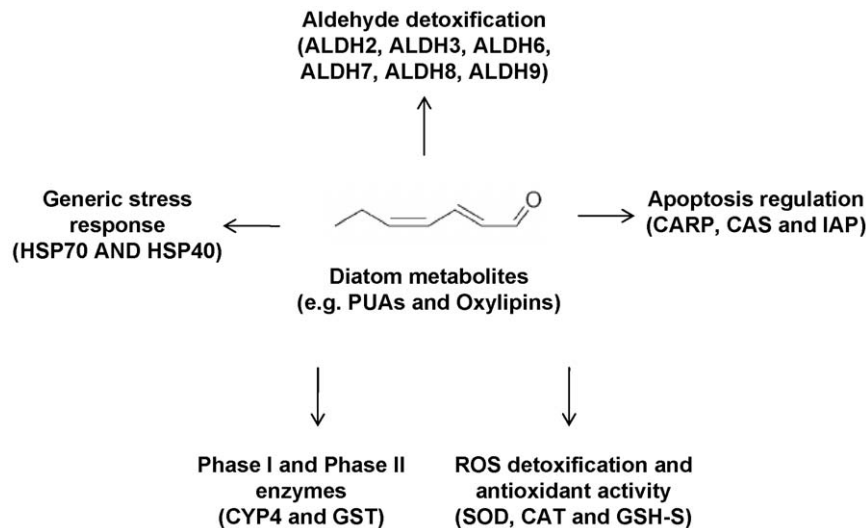 Aldehyde detoxification
(ALDH2, ALDH3, ALDH6,
ALDH7, ALDH8, ALDH9)
Generic stress
response
(HSP70 AND HSP40)
O
Apoptosis regulation
(CARP, CAS and IAP)
Diatom metabolites
(e.g. PUAs and Oxylipins)
Phase I and Phase II
enzymes
(CYP4 and GST)
ROS detoxification and
antioxidant activity
(SOD, CAT and GSH-S)